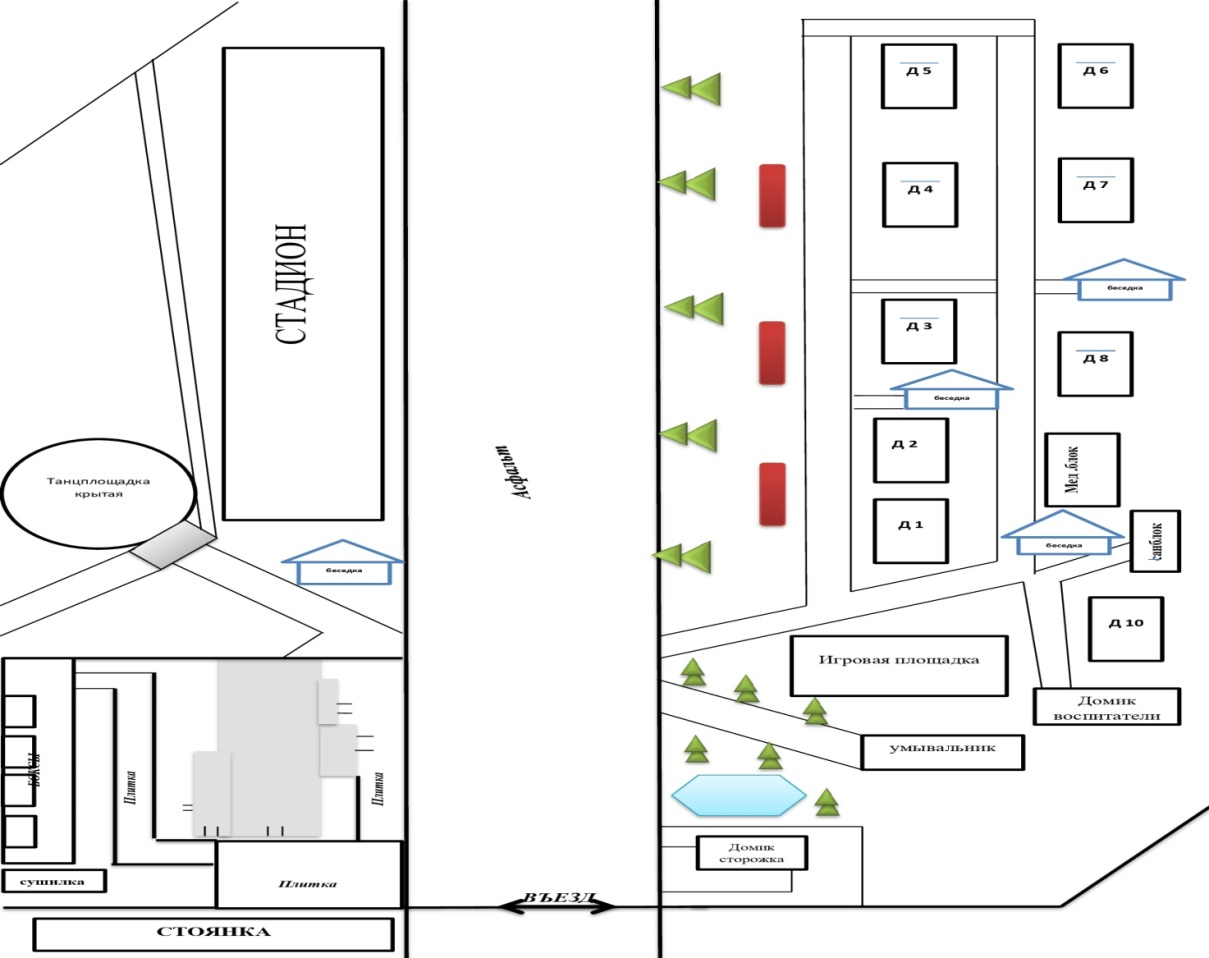 Д 5
Д 6
Д 4
Д 7
СТАДИОН
беседка
Д 3
Д 8
беседка
Д 2
Мед .блок
Танцплощадка
крытая
Асфальт
Д 1
беседка
санблок
беседка
Д 10
Игровая площадка
Домик
воспитатели
умывальник
БОКСЫ
Плитка
Плитка
Домик
сторожка
сушилка
Плитка
ВЪЕЗД
СТОЯНКА